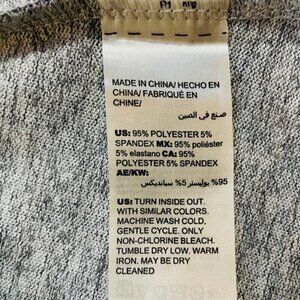 MADE IN CHINA/ HECHO EN
CHINA/ FABRIQUÉ EN
CHINE/
صنع في الصين
US: 95% POLYESTER 5%
SPANDEX MX: 95% poliéster
5% elastano CA: 95%
POLYESTER 5% SPANDEX
AE/KW:
95% بوليستر 5% سبانديكس
US: TURN INSIDE OUT.
WITH SIMILAR COLORS.
MACHINE WASH COLD,
GENTLE CYCLE. ONLY
NON-CHLORINE BLEACH.
TUMBLE DRY LOW. WARM
IRON. MAY BE DRY
CLEANED